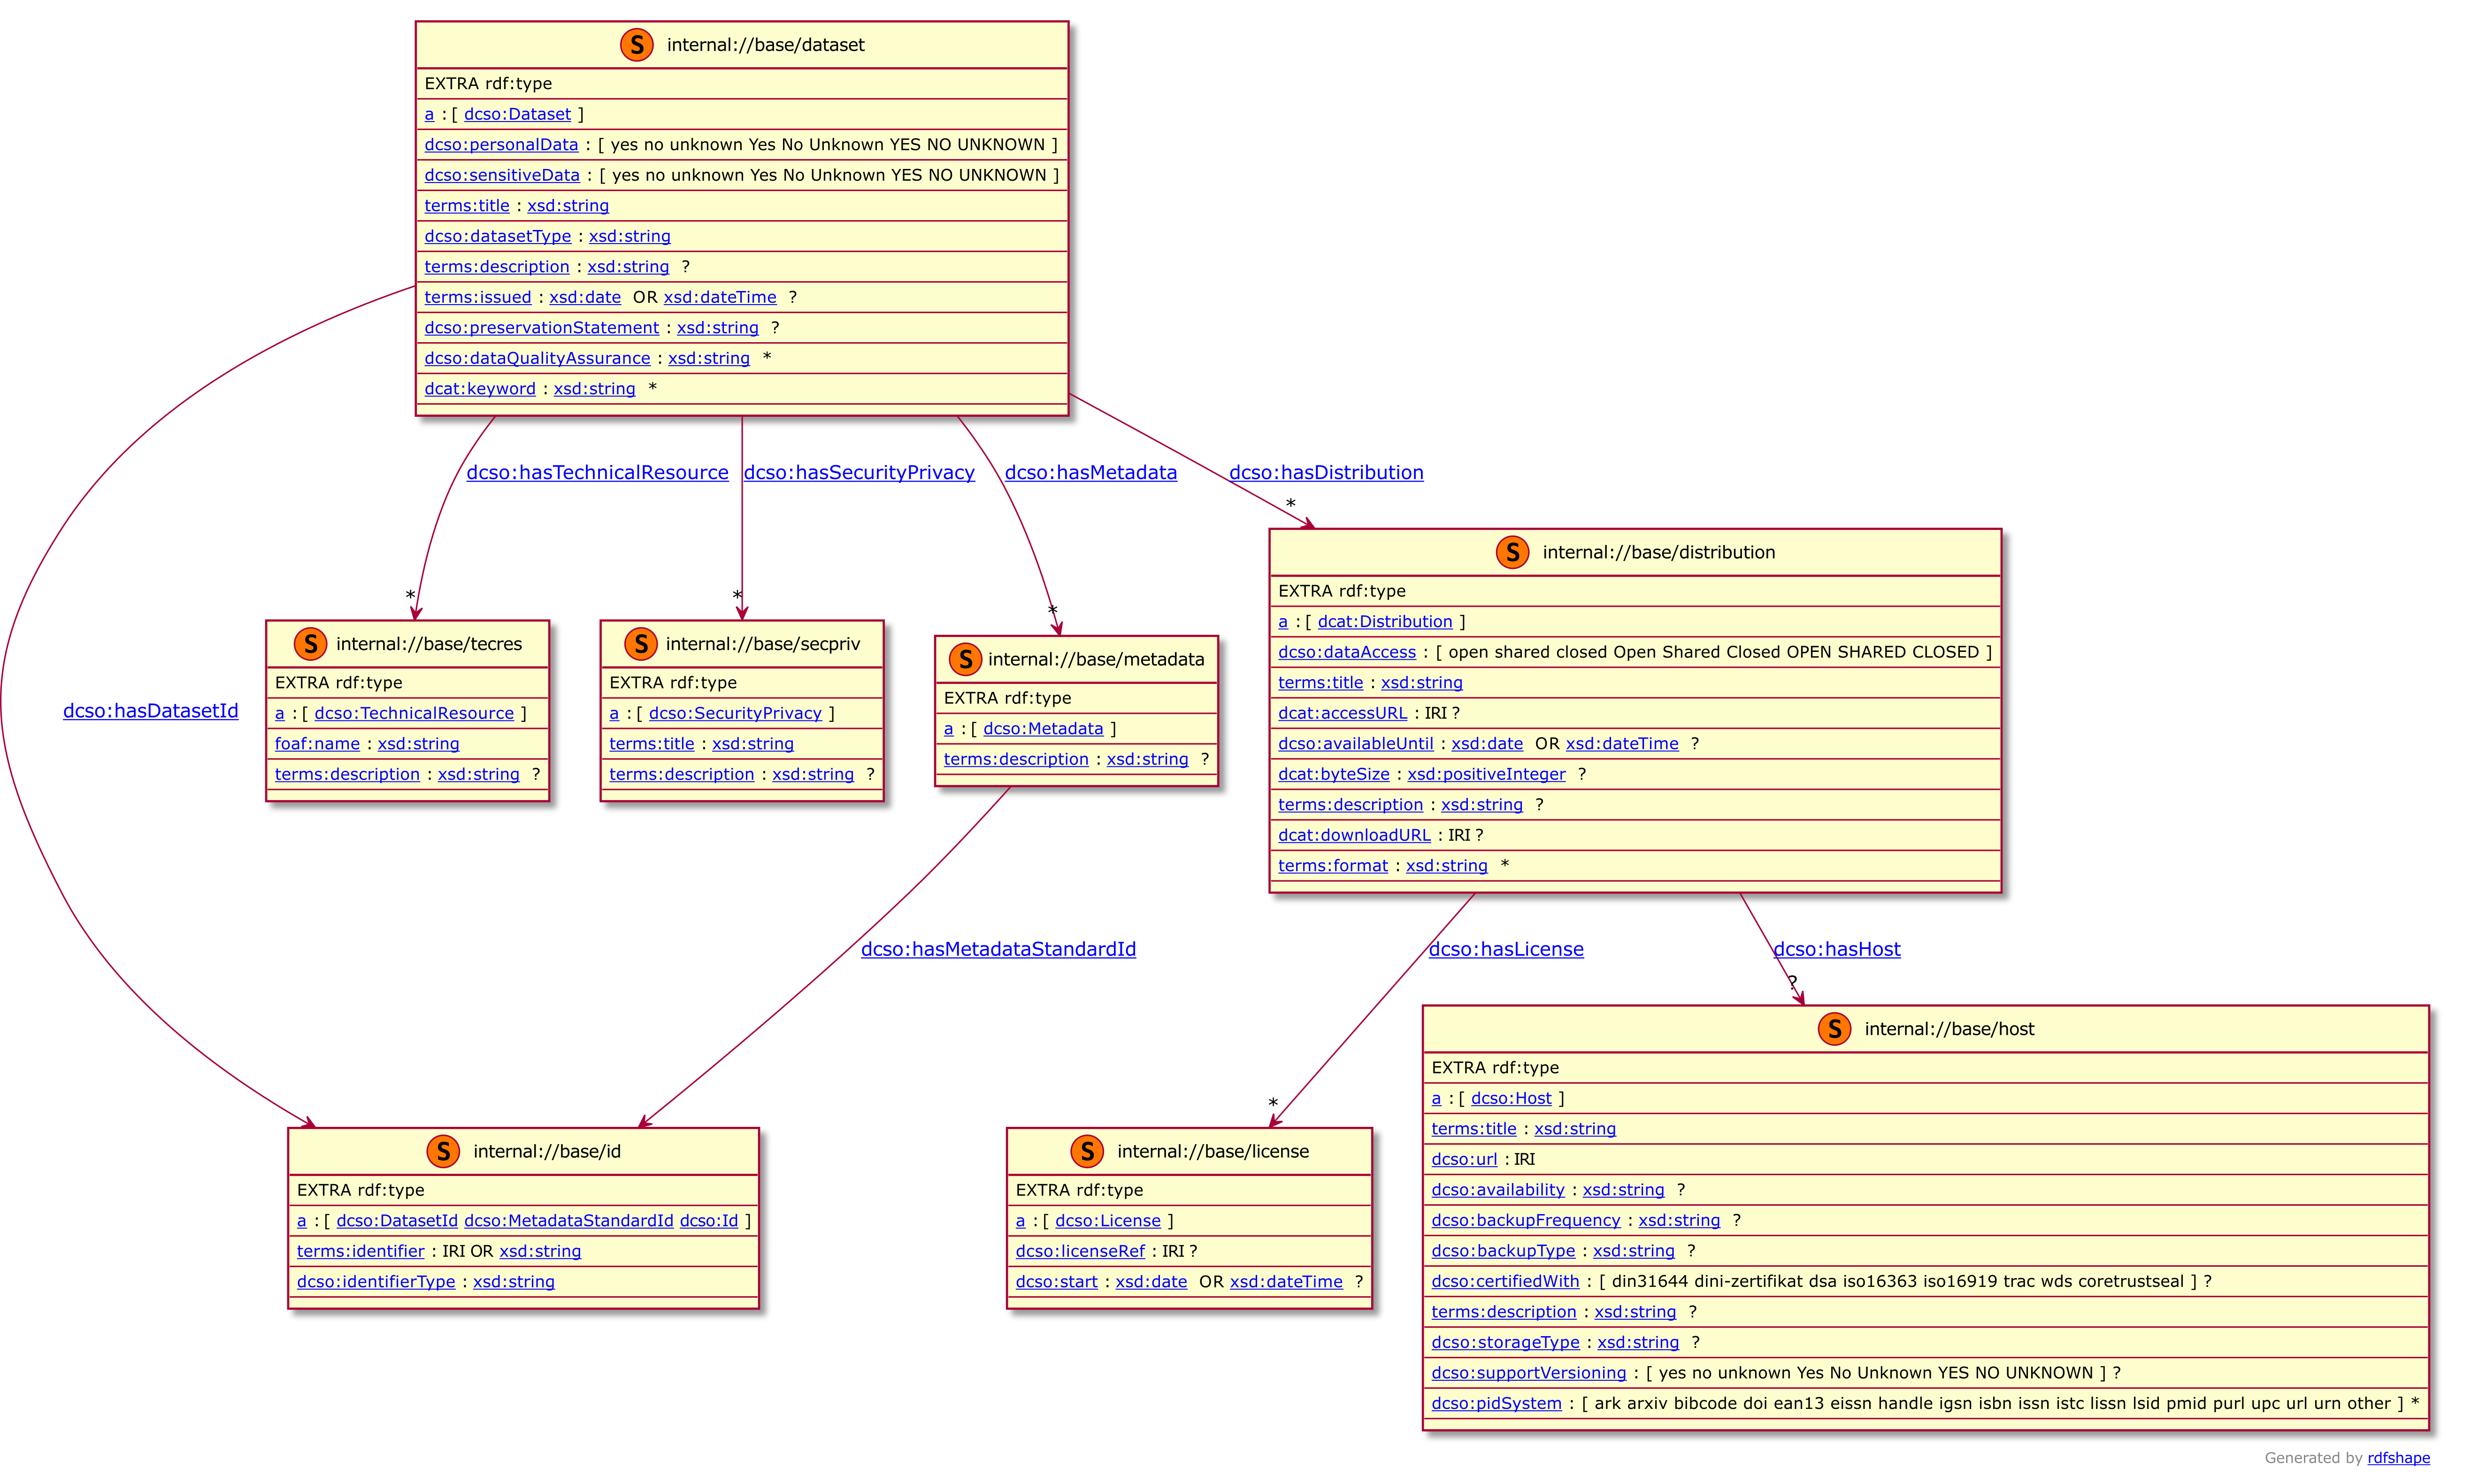 S internal://base/dataset
EXTRA rdf:type
a : [ dcso:Dataset ]
dcso:personalData : [ yes no unknown Yes No Unknown YES NO UNKNOWN ]
dcso:sensitiveData : [ yes no unknown Yes No Unknown YES NO UNKNOWN ]
terms:title : xsd:string
dcso:datasetType : xsd:string
terms:description : xsd:string ?
terms:issued : xsd:date OR xsd:dateTime ?
dcso:preservationStatement : xsd:string ?
dcso:dataQualityAssurance : xsd:string *
dcat:keyword : xsd:string *
dcso:hasTechnicalResource
dcso:hasSecurityPrivacy
dcso:hasMetadata
dcso:hasDistribution
*
*
*
*
dcso:hasDatasetId
S internal://base/tecres
EXTRA rdf:type
a : [ dcso:TechnicalResource ]
foaf:name : xsd:string
terms:description : xsd:string ?
S internal://base/secpriv
EXTRA rdf:type
a : [ dcso:SecurityPrivacy ]
terms:title : xsd:string
terms:description : xsd:string ?
S internal://base/metadata
EXTRA rdf:type
a : [ dcso:Metadata ]
terms:description : xsd:string ?
S internal://base/distribution
EXTRA rdf:type
a : [ dcat:Distribution ]
dcso:dataAccess : [ open shared closed Open Shared Closed OPEN SHARED CLOSED ]
terms:title : xsd:string
dcat:accessURL : IRI ?
dcso:availableUntil : xsd:date OR xsd:dateTime ?
dcat:byteSize : xsd:positiveInteger ?
terms:description : xsd:string ?
dcat:downloadURL : IRI ?
terms:format : xsd:string *
dcso:hasMetadataStandardId
dcso:hasLicense
dcso:hasHost
?
*
S internal://base/id
EXTRA rdf:type
a : [ dcso:DatasetId dcso:MetadataStandardId dcso:Id ]
terms:identifier : IRI OR xsd:string
dcso:identifierType : xsd:string
S internal://base/license
EXTRA rdf:type
a : [ dcso:License ]
dcso:licenseRef : IRI ?
dcso:start : xsd:date OR xsd:dateTime ?
S internal://base/host
EXTRA rdf:type
a : [ dcso:Host ]
terms:title : xsd:string
dcso:url : IRI
dcso:availability : xsd:string ?
dcso:backupFrequency : xsd:string ?
dcso:backupType : xsd:string ?
dcso:certifiedWith : [ din31644 dini-zertifikat dsa iso16363 iso16919 trac wds coretrustseal ] ?
terms:description : xsd:string ?
dcso:storageType : xsd:string ?
dcso:supportVersioning : [ yes no unknown Yes No Unknown YES NO UNKNOWN ] ?
dcso:pidSystem : [ ark arxiv bibcode doi ean13 eissn handle igsn isbn issn istc lissn lsid pmid purl upc url urn other ] *
Generated by rdfshape